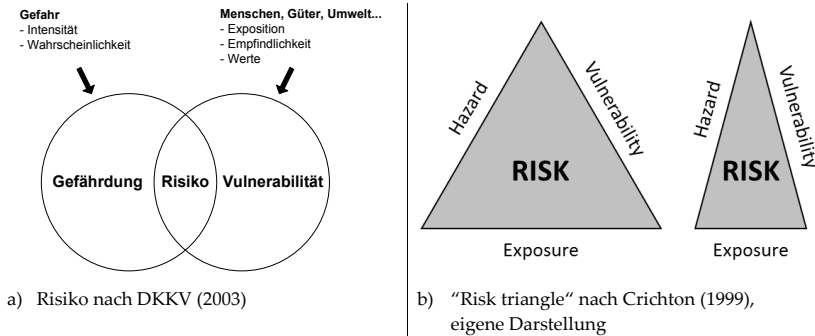 Gefahr
- Intensität
- Wahrscheinlichkeit
Menschen, Güter, Umwelt...
- Exposition
- Empfindlichkeit
- Werte
Gefährdung
Risiko
Vulnerabilität
a) Risiko nach DKKV (2003)
Hazard
Vulnerability
RISK
Exposure
Hazard
Vulnerability
RISK
Exposure
b) “Risk triangle“ nach Crichton (1999),
eigene Darstellung